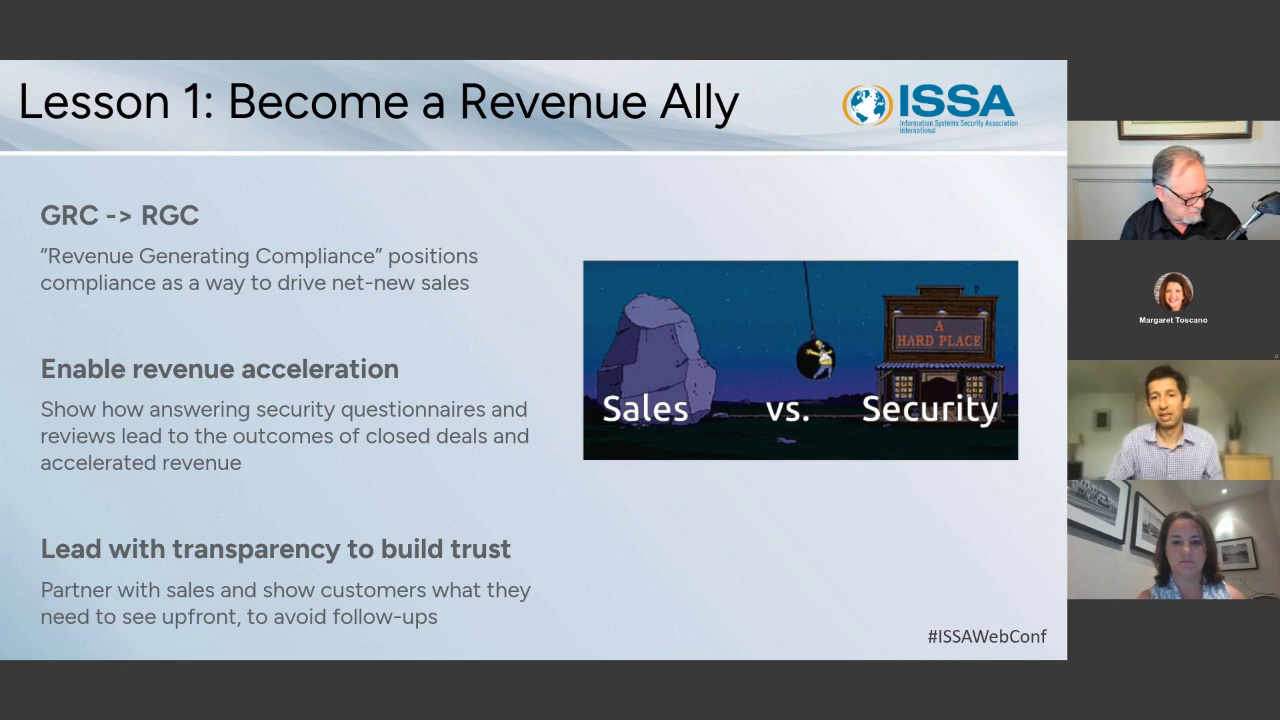 Lesson 1: Become a Revenue Ally
ISSA
Information Systems Security Association
International
GRC -> RGC
“Revenue Generating Compliance” positions
compliance as a way to drive net-new sales
Enable revenue acceleration
Show how answering security questionnaires and
reviews lead to the outcomes of closed deals and
accelerated revenue
Lead with transparency to build trust
Partner with sales and show customers what they
need to see upfront, to avoid follow-ups
A
HARD PLACE
Sales vs. Security
#ISSAWebConf
Margaret Toscano